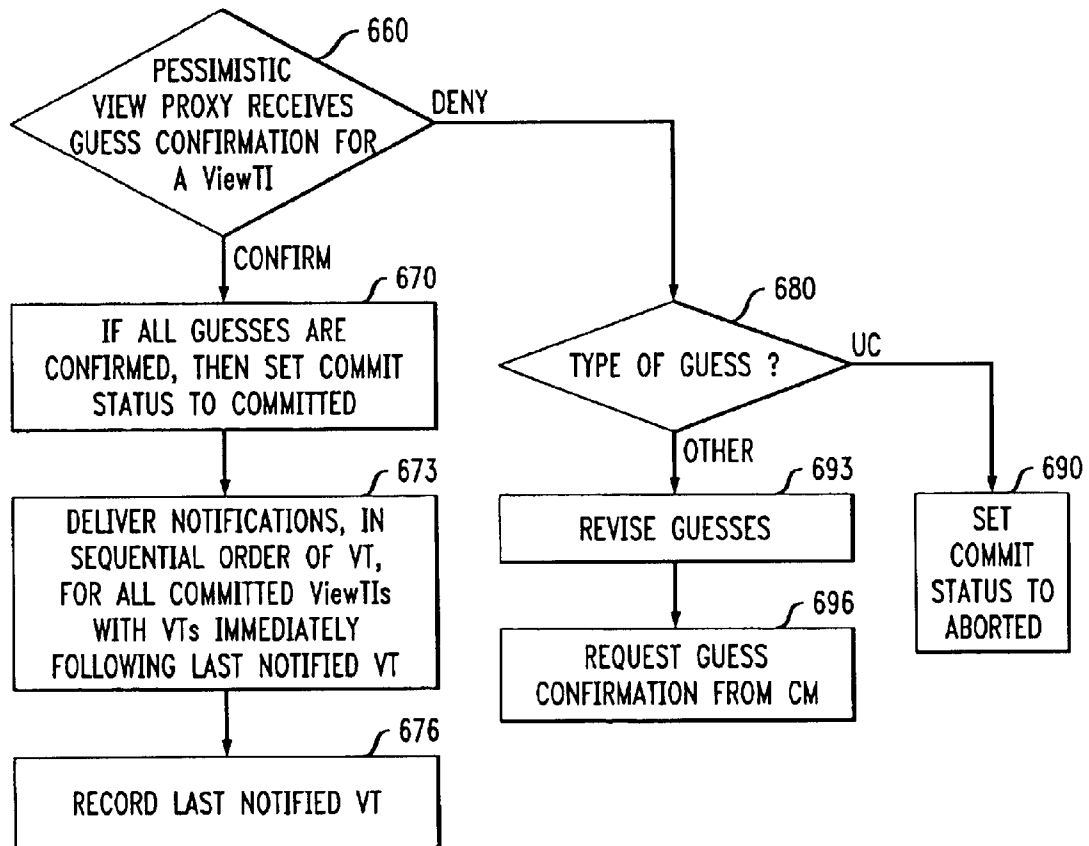 660
PESSIMISTIC
VIEW PROXY RECEIVES
GUESS CONFIRMATION FOR
A ViewTI
DENY
CONFIRM
670
IF ALL GUESSES ARE
CONFIRMED, THEN SET COMMIT
STATUS TO COMMITTED
673
DELIVER NOTIFICATIONS, IN
SEQUENTIAL ORDER OF VT,
FOR ALL COMMITTED ViewTIs
WITH VTs IMMEDIATELY
FOLLOWING LAST NOTIFIED VT
676
RECORD LAST NOTIFIED VT
680
TYPE OF GUESS ?
UC
OTHER
693
REVISE GUESSES
696
REQUEST GUESS
CONFIRMATION FROM CM
690
SET
COMMIT
STATUS TO
ABORTED